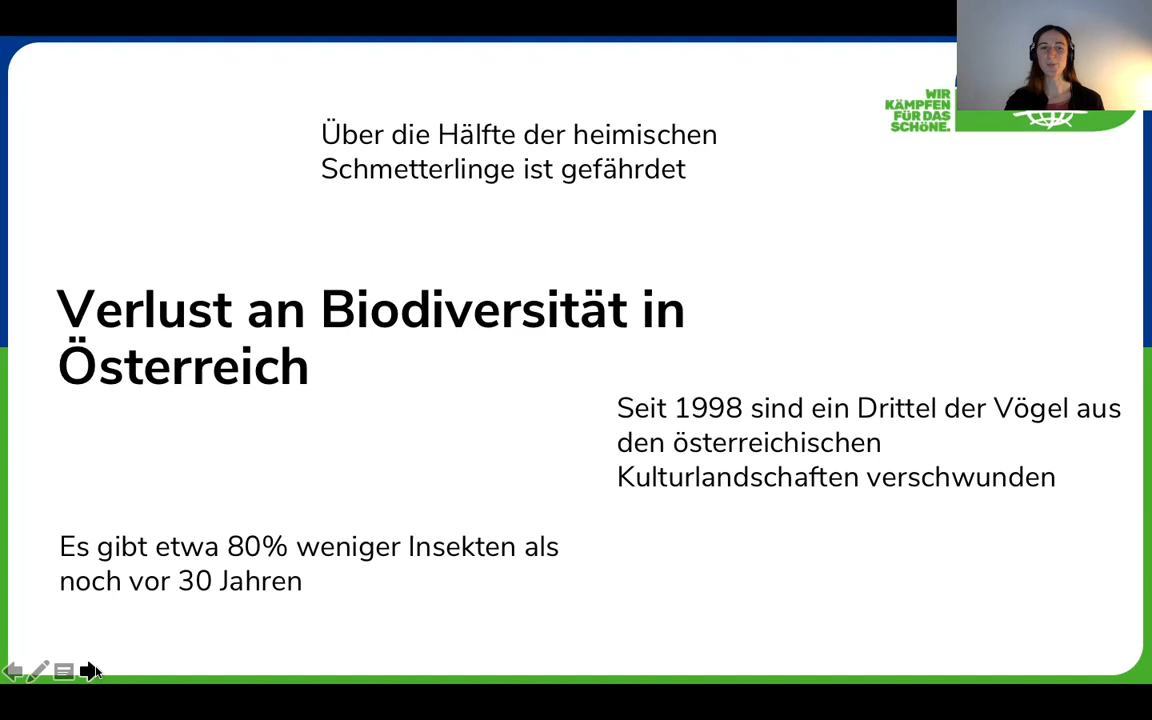 WIR
KÄMPFEN
FÜR DAS
SCHÖNE.
Über die Hälfte der heimischen
Schmetterlinge ist gefährdet
Verlust an Biodiversität in
Österreich
Seit 1998 sind ein Drittel der Vögel aus
den österreichischen
Kulturlandschaften verschwunden
Es gibt etwa 80% weniger Insekten als
noch vor 30 Jahren